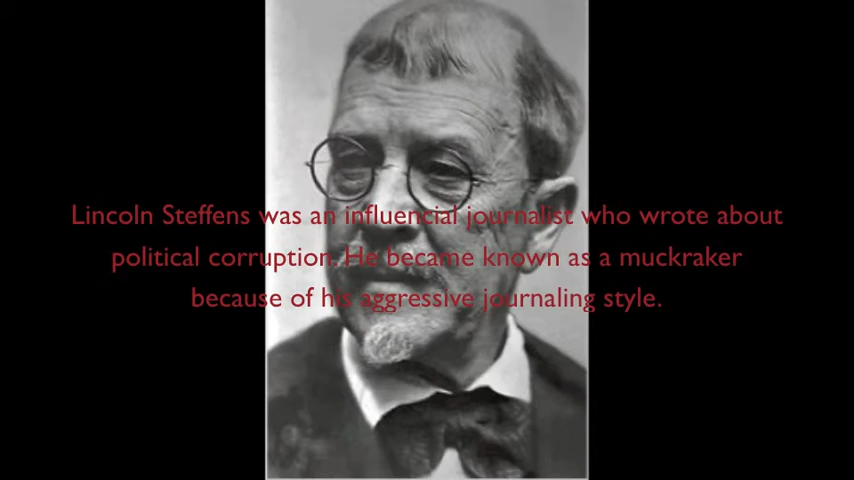 Lincoln Steffens was an influencial journalist who wrote about
political corruption. He became known as a muckraker
because of his aggressive journaling style.